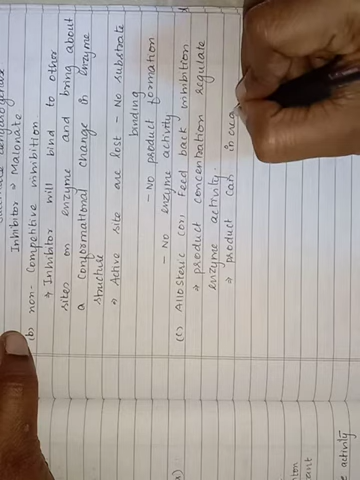 Inhibitor → Malonate
(b) non-Competitive inhibition
→ Inhibitor will bind to other
sites on enzyme and bring about
a conformational change in enzyme
structure
→ Active site are lost - No substrate
binding
- No product formation
- No enzyme activity
(c) Allosteric (or) Feed back inhibition
→ product concentration regulate
enzyme activity.
→ product can increa
activity